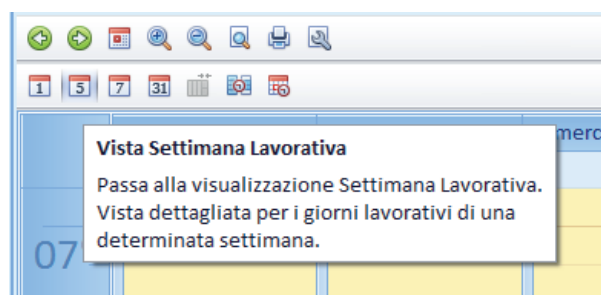 1 5 7 31
merc
Vista Settimana Lavorativa
Passa alla visualizzazione Settimana Lavorativa.
Vista dettagliata per i giorni lavorativi di una
determinata settimana.
07